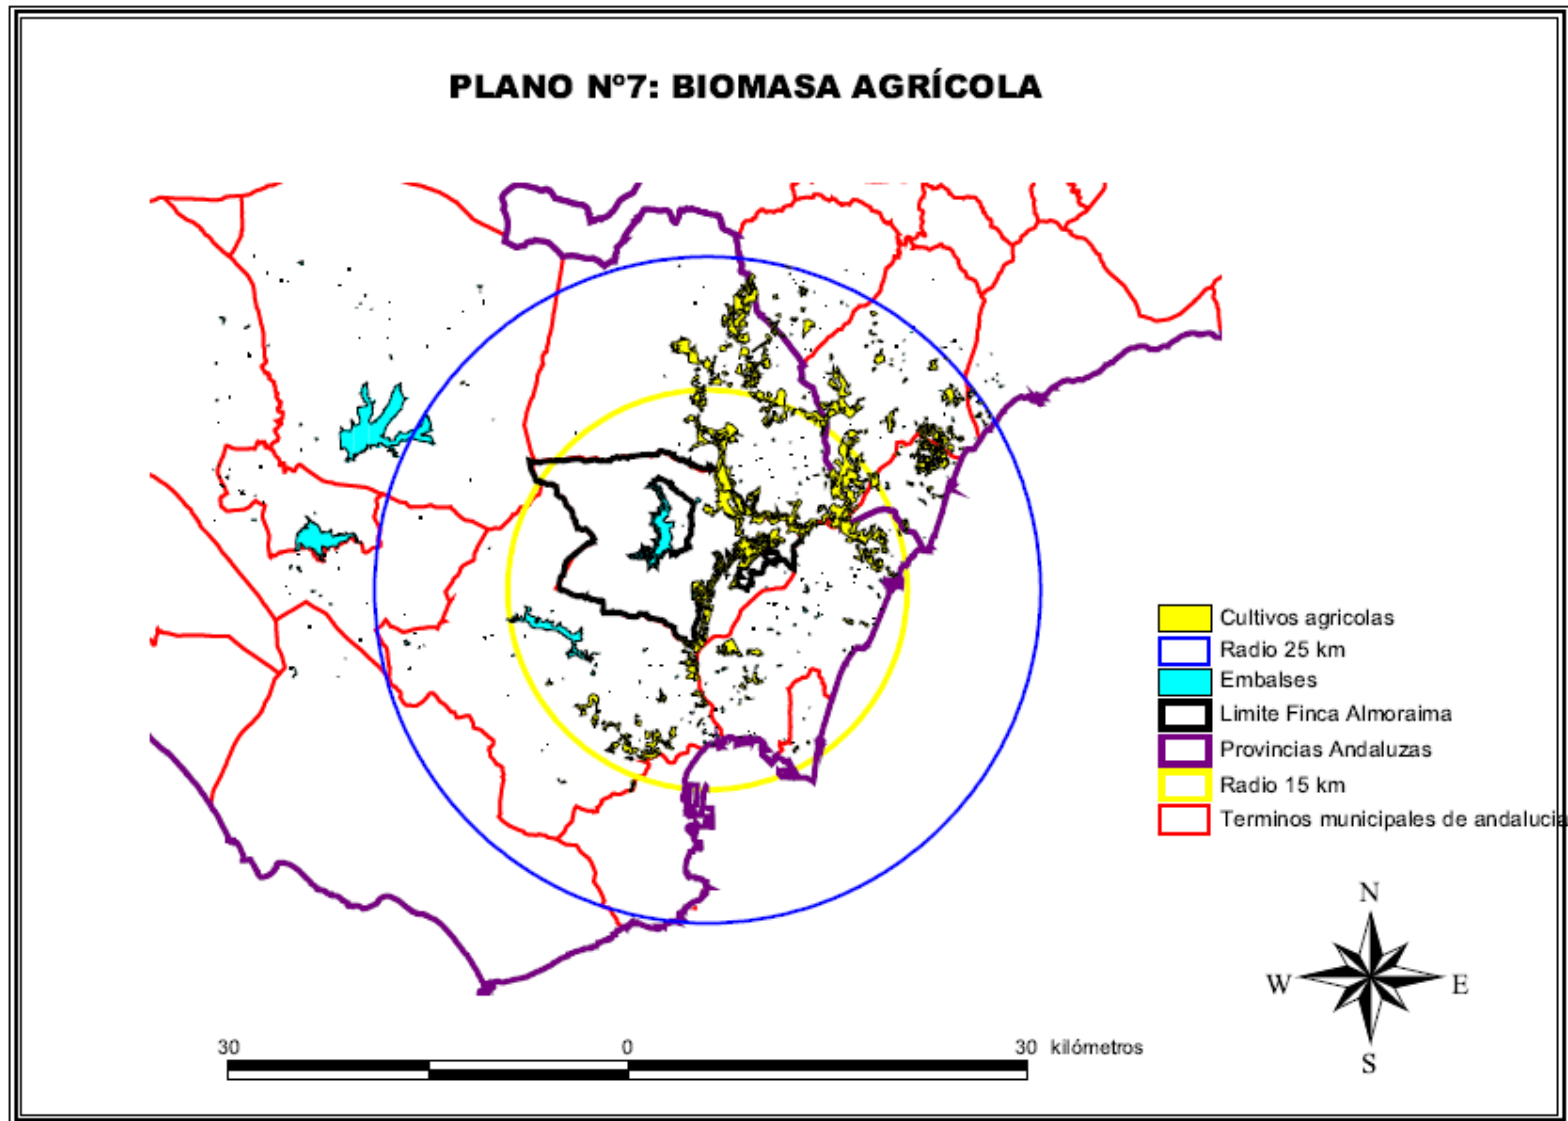 PLANO Nº7: BIOMASA AGRÍCOLA
Cultivos agricolas
Radio 25 km
Embalses
Limite Finca Almoraima
Provincias Andaluzas
Radio 15 km
Terminos municipales de andalucia
N
W E
S
30 0 30 kilómetros